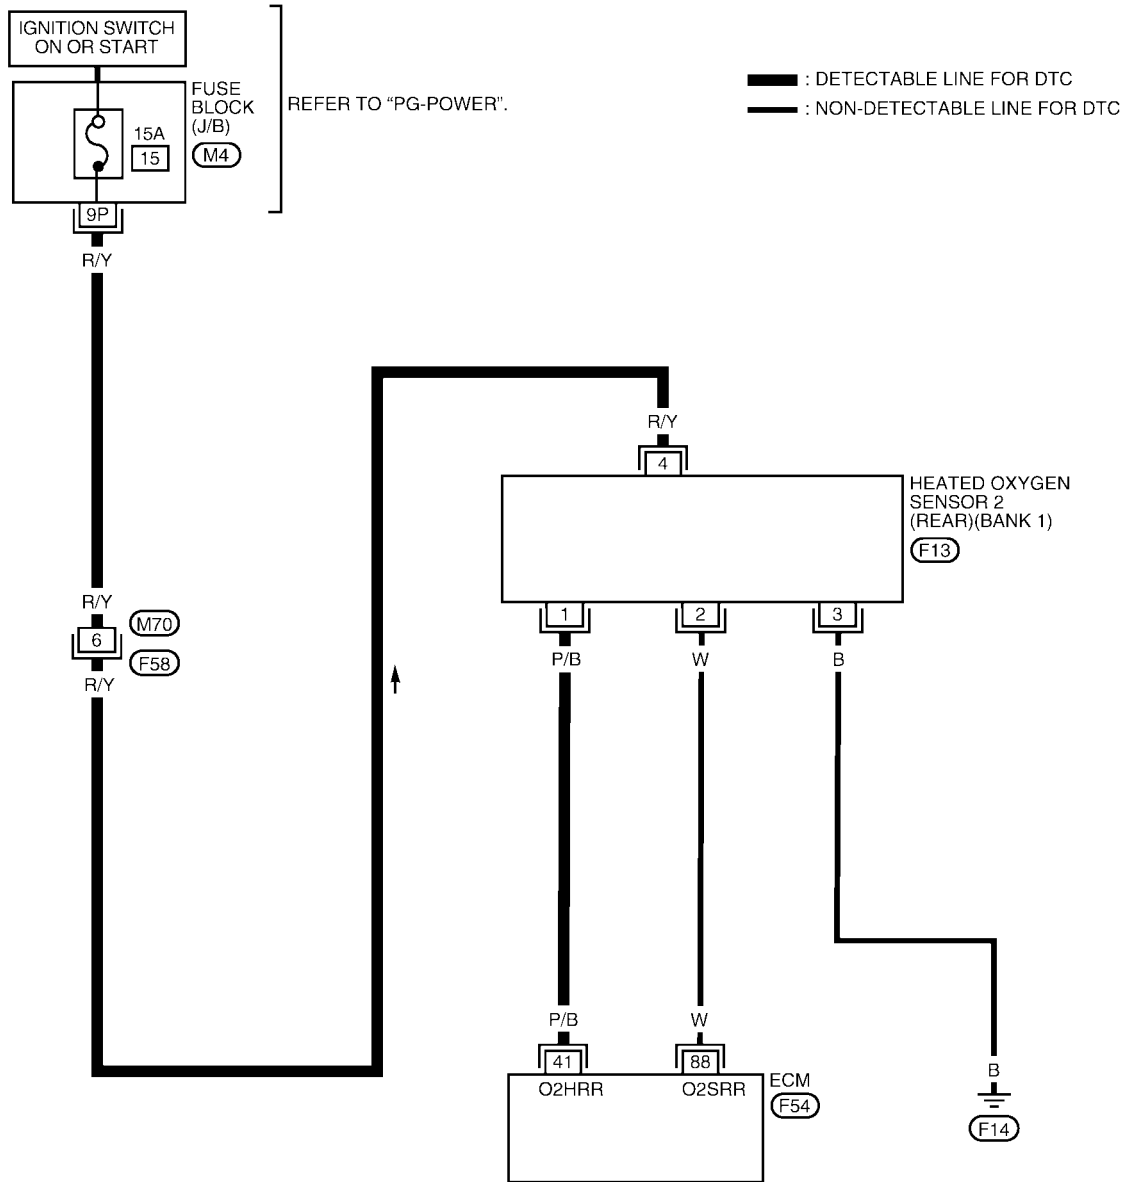 IGNITION SWITCH
ON OR START
FUSE
BLOCK
(J/B)
M4
15A
15
REFER TO “PG-POWER”.
: DETECTABLE LINE FOR DTC
: NON-DETECTABLE LINE FOR DTC
9P
R/Y
R/Y
4
HEATED OXYGEN
SENSOR 2
(REAR)(BANK 1)
F13
R/Y
6
M70
F58
R/Y
1
2
3
P/B
W
B
P/B
W
41
88
O2HRR
O2SRR
ECM
F54
B
F14